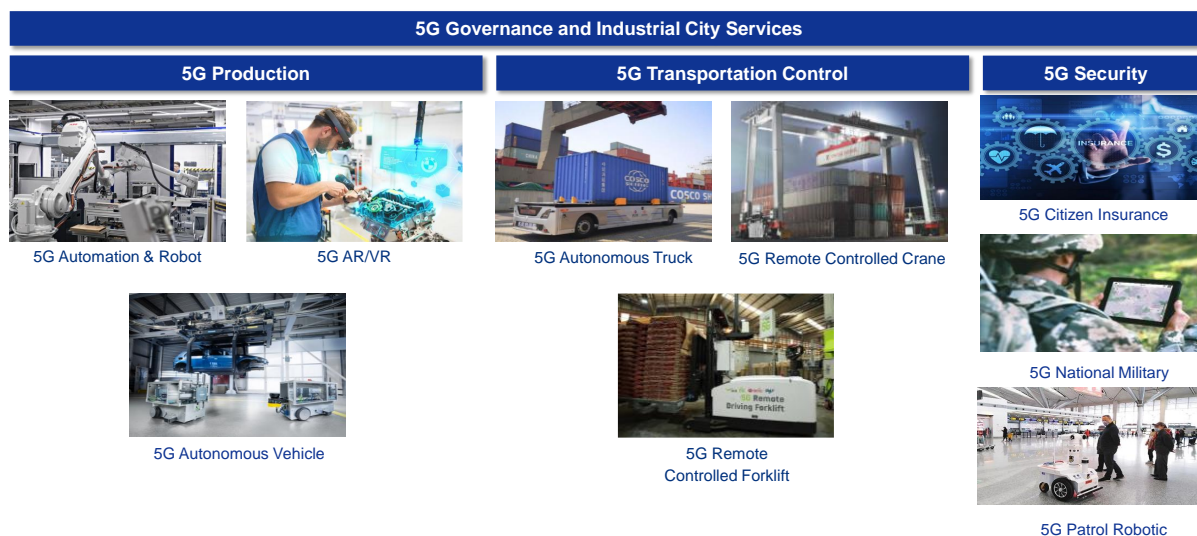 5G Governance and Industrial City Services
5G Production
5G Transportation Control
5G Security
COSCO
SHIPPING
COSCO SH
INSURANCE
$
5G Citizen Insurance
5G Automation & Robot
5G AR/VR
5G Autonomous Truck
5G Remote Controlled Crane
5G Remote
Driving Forklift
5G National Military
5G Autonomous Vehicle
5G Remote
Controlled Forklift
5G Patrol Robotic